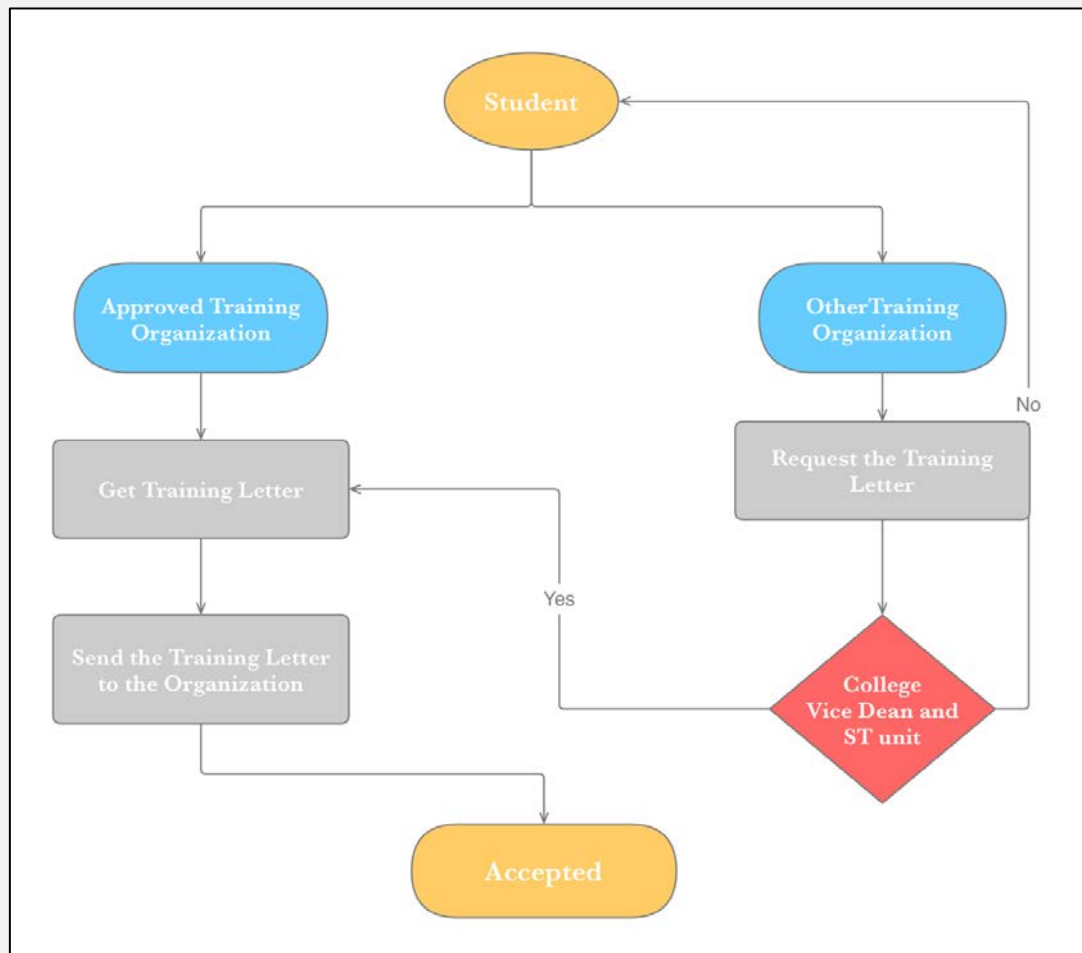 Student
Approved Training
Organization
OtherTraining
Organization
No
Get Training Letter
Request the Training
Letter
Yes
Send the Training Letter
to the Organization
College
Vice Dean and
ST unit
Accepted